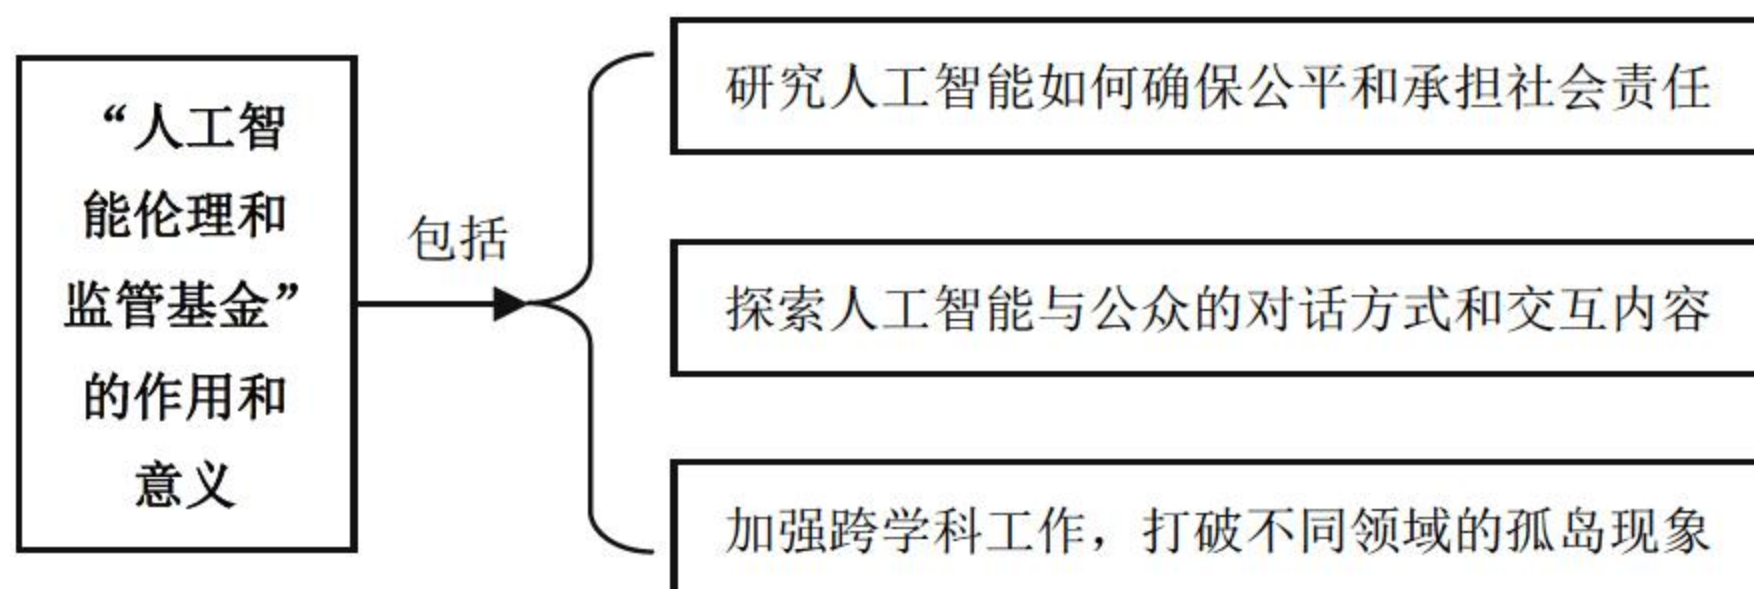 “人工智
能伦理和
监管基金”
的作用和
意义
包括
研究人工智能如何确保公平和承担社会责任
探索人工智能与公众的对话方式和交互内容
加强跨学科工作，打破不同领域的孤岛现象